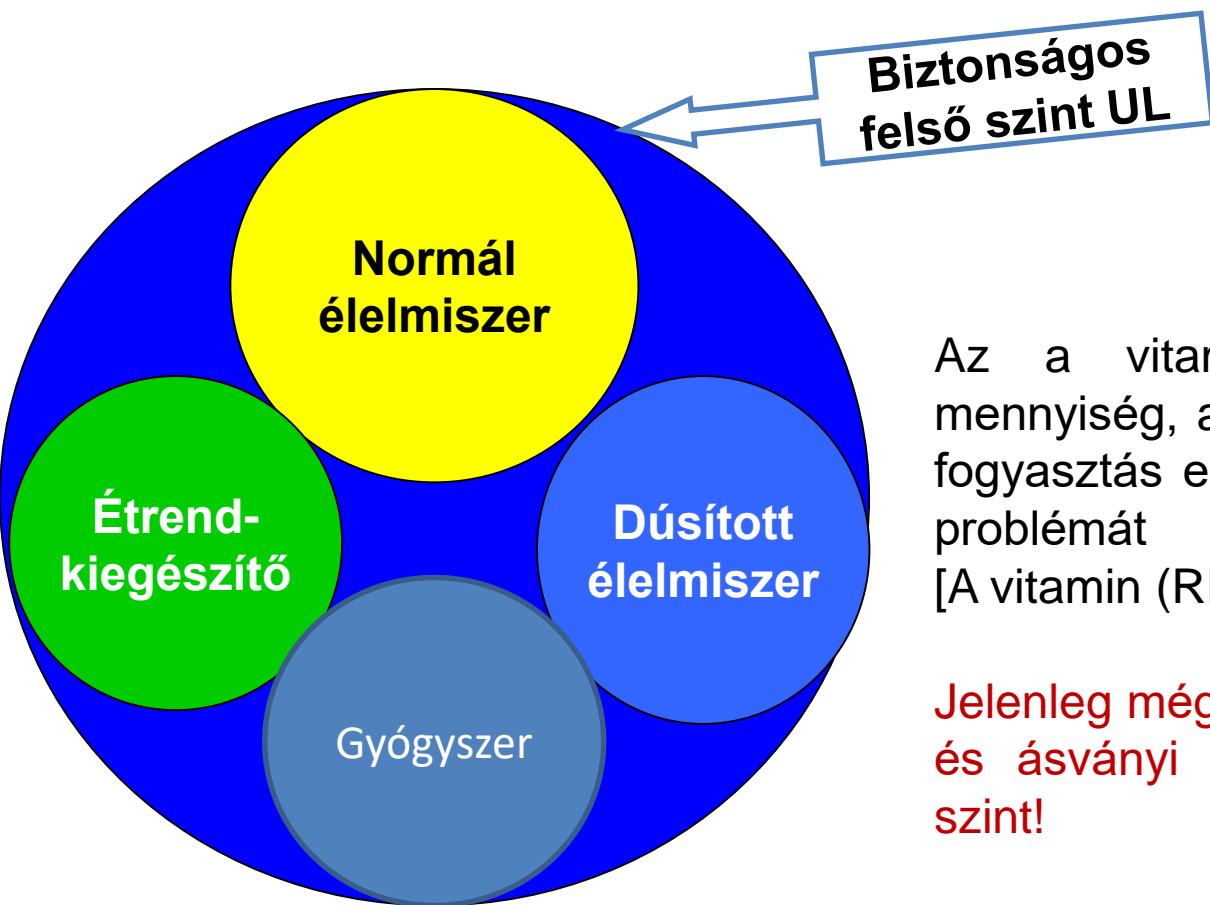 Biztonságos
felső szint UL
Normál
élelmiszer
Étrend-
kiegészítő
Dúsított
élelmiszer
Gyógyszer
Az a
mennyiség,
fogyasztás
problémát
[A vitamin
Jelenleg még
és ásványi
szint!